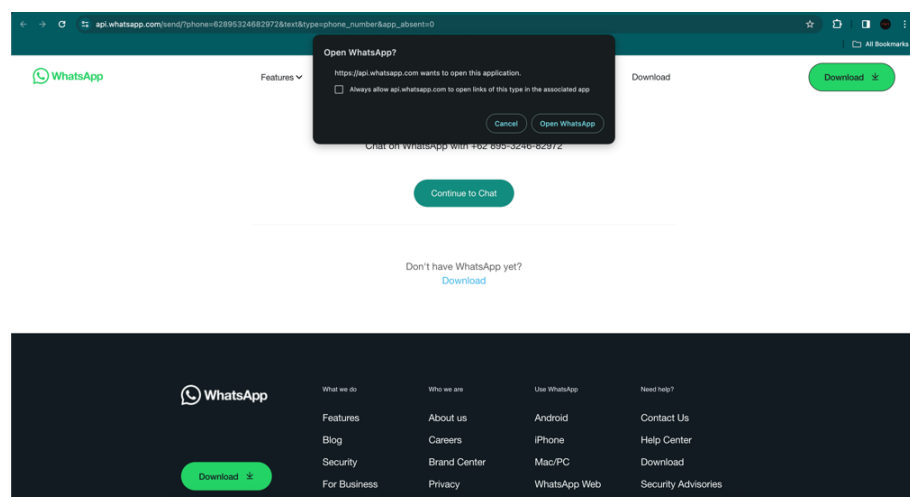 api.whatsapp.com/send/?phone=62895324682972&text&type=phone_number&app_absent=0
All Bookmarks
Open WhatsApp?
https://api.whatsapp.com wants to open this application.
Always allow api.whatsapp.com to open links of this type in the associated app
Cancel
Open WhatsApp
WhatsApp
Features
Download
Download
Chat on WhatsApp with +62 895-3246-82972
Continue to Chat
Don't have WhatsApp yet?
Download
WhatsApp
Download
What we do
Features
Blog
Security
For Business
Who we are
About us
Careers
Brand Center
Privacy
Use WhatsApp
Android
iPhone
Mac/PC
WhatsApp Web
Need help?
Contact Us
Help Center
Download
Security Advisories